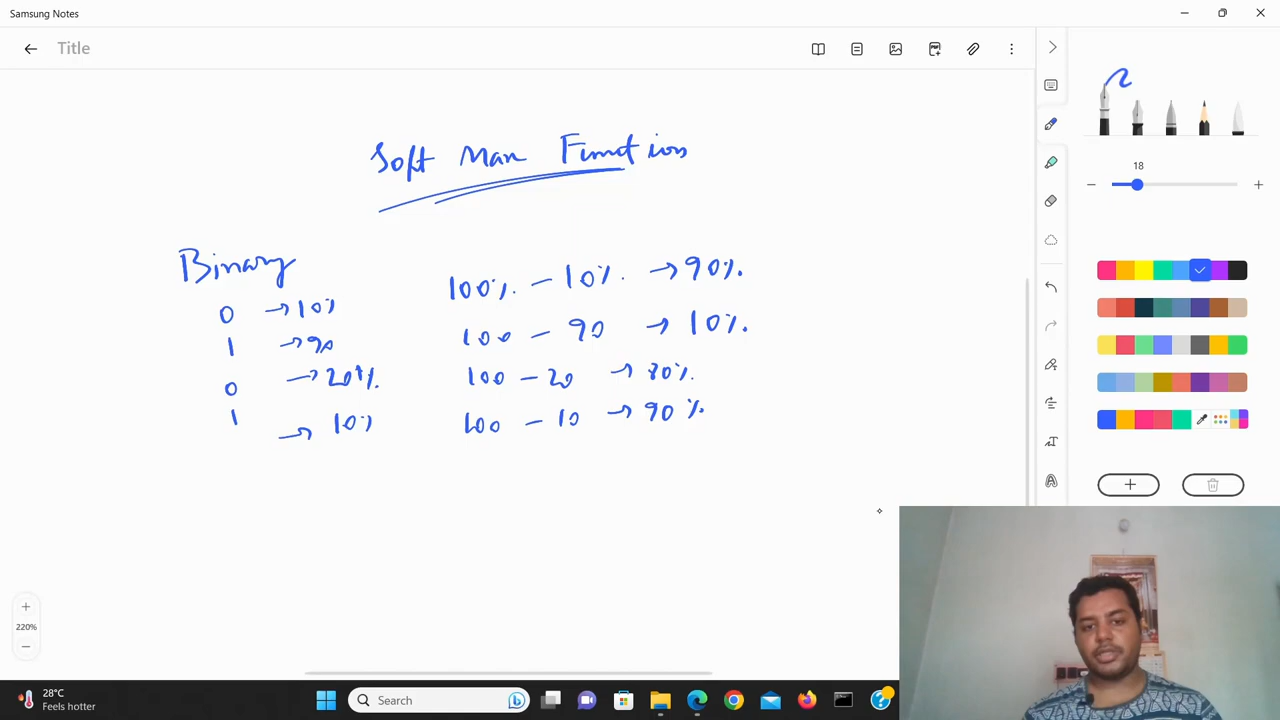 Samsung Notes
Title
Soft Max Function
Binary
0 → 10% 100% - 10% → 90%
1 → 90 100 - 90 → 10%
0 → 20% 100 - 20 → 80%
1 → 10% 100 - 10 → 90%
18
220%
28°C
Feels hotter
Search